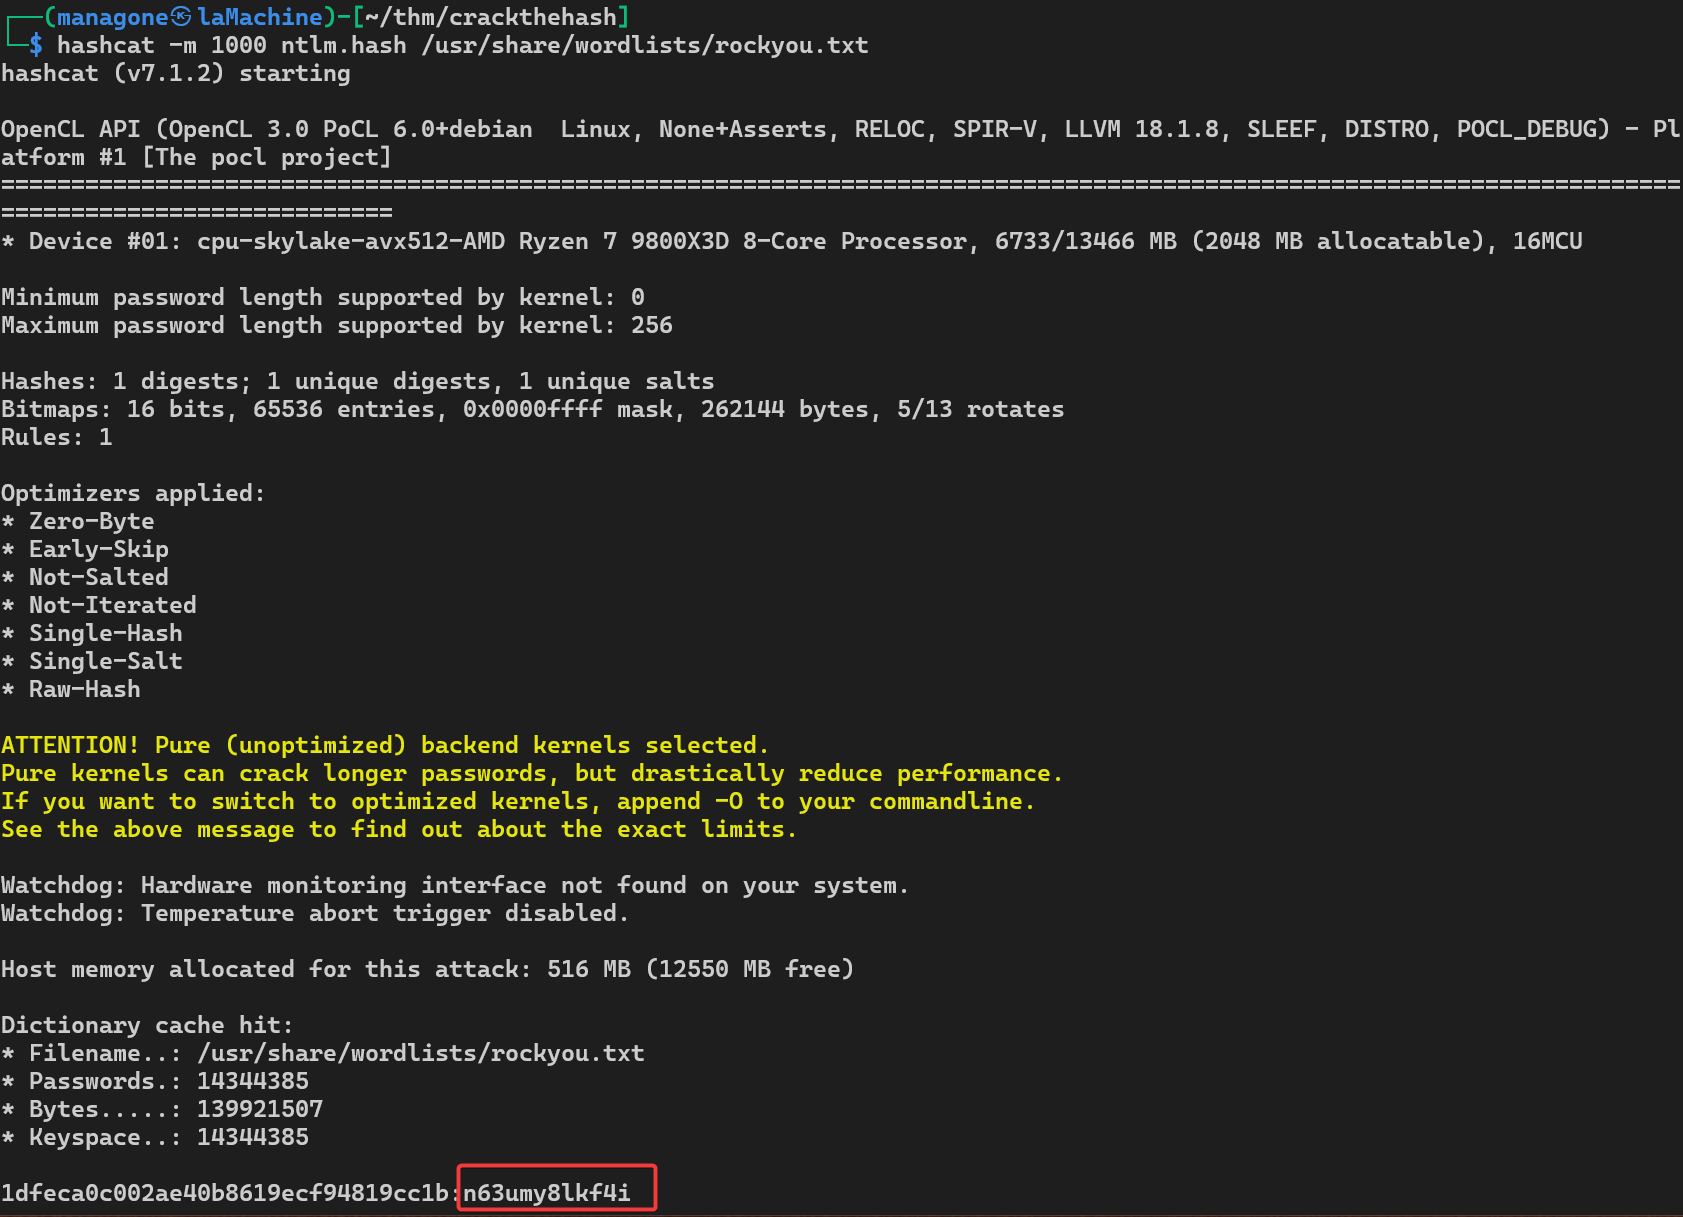 ┌──(managone㉿laMachine)-[~/thm/crackthehash]
└─$ hashcat -m 1000 ntlm.hash /usr/share/wordlists/rockyou.txt
hashcat (v7.1.2) starting
OpenCL API (OpenCL 3.0 PoCL 6.0+debian  Linux, None+Asserts, RELOC, SPIR-V, LLVM 18.1.8, SLEEF, DISTRO, POCL_DEBUG) - Pl
atform #1 [The pocl project]
========================================================================================================================
============================
* Device #01: cpu-skylake-avx512-AMD Ryzen 7 9800X3D 8-Core Processor, 6733/13466 MB (2048 MB allocatable), 16MCU
Minimum password length supported by kernel: 0
Maximum password length supported by kernel: 256
Hashes: 1 digests; 1 unique digests, 1 unique salts
Bitmaps: 16 bits, 65536 entries, 0x0000ffff mask, 262144 bytes, 5/13 rotates
Rules: 1
Optimizers applied:
* Zero-Byte
* Early-Skip
* Not-Salted
* Not-Iterated
* Single-Hash
* Single-Salt
* Raw-Hash
ATTENTION! Pure (unoptimized) backend kernels selected.
Pure kernels can crack longer passwords, but drastically reduce performance.
If you want to switch to optimized kernels, append -O to your commandline.
See the above message to find out about the exact limits.
Watchdog: Hardware monitoring interface not found on your system.
Watchdog: Temperature abort trigger disabled.
Host memory allocated for this attack: 516 MB (12550 MB free)
Dictionary cache hit:
* Filename..: /usr/share/wordlists/rockyou.txt
* Passwords.: 14344385
* Bytes.....: 139921507
* Keyspace..: 14344385
1dfeca0c002ae40b8619ecf94819cc1b:n63umy8lkf4i